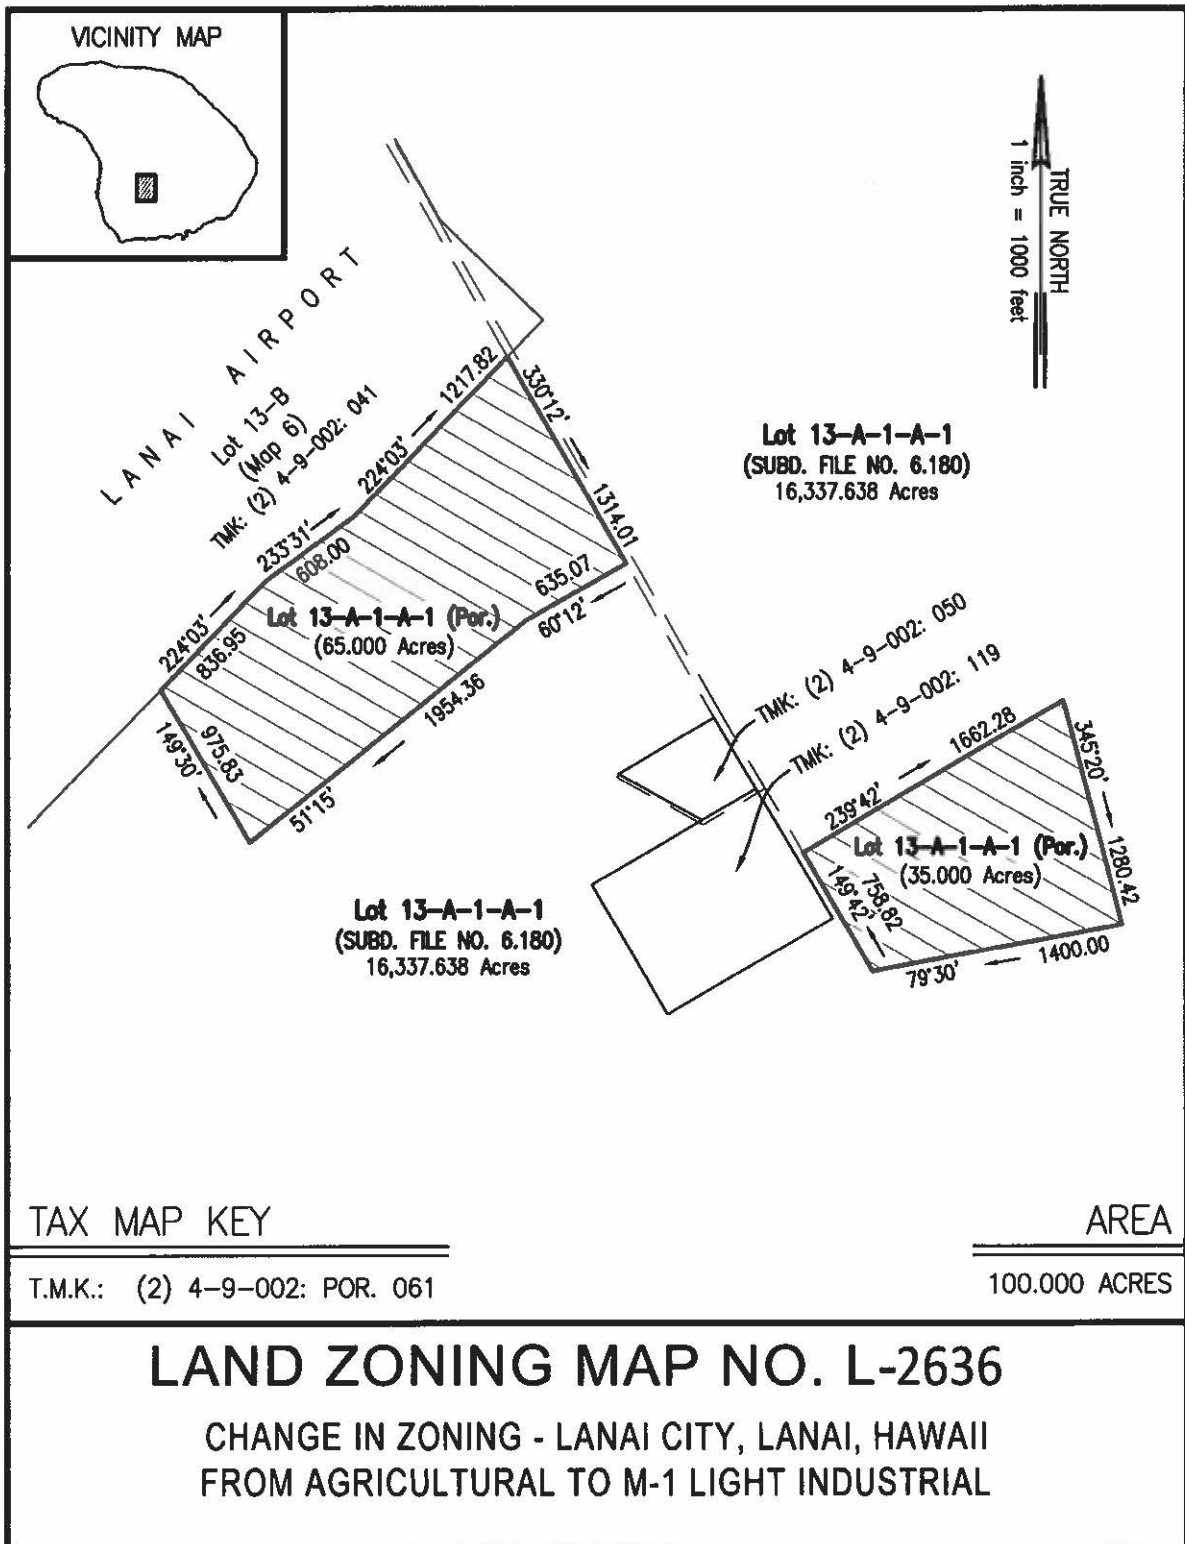 VICINITY MAP
TRUE NORTH
1 inch = 1000 feet
LANAI AIRPORT
Lot 13-B
(Map 6)
TMK: (2) 4-9-002: 041
224°03'
1217.82
233°31'
608.00
224°03'
836.95
330°12'
1314.01
635.07
60°12'
Lot 13-A-1-A-1 (Por.)
(65.000 Acres)
1954.36
51°15'
975.83
149°30'
Lot 13-A-1-A-1
(SUBD. FILE NO. 6.180)
16,337.638 Acres
TMK: (2) 4-9-002: 050
TMK: (2) 4-9-002: 119
239°42'
1662.28
345°20'
1280.42
Lot 13-A-1-A-1 (Por.)
(35.000 Acres)
758.82
149°42'
79°30'
1400.00
Lot 13-A-1-A-1
(SUBD. FILE NO. 6.180)
16,337.638 Acres
TAX MAP KEY
AREA
T.M.K.: (2) 4-9-002: POR. 061
100.000 ACRES
LAND ZONING MAP NO. L-2636
CHANGE IN ZONING - LANAI CITY, LANAI, HAWAII
FROM AGRICULTURAL TO M-1 LIGHT INDUSTRIAL